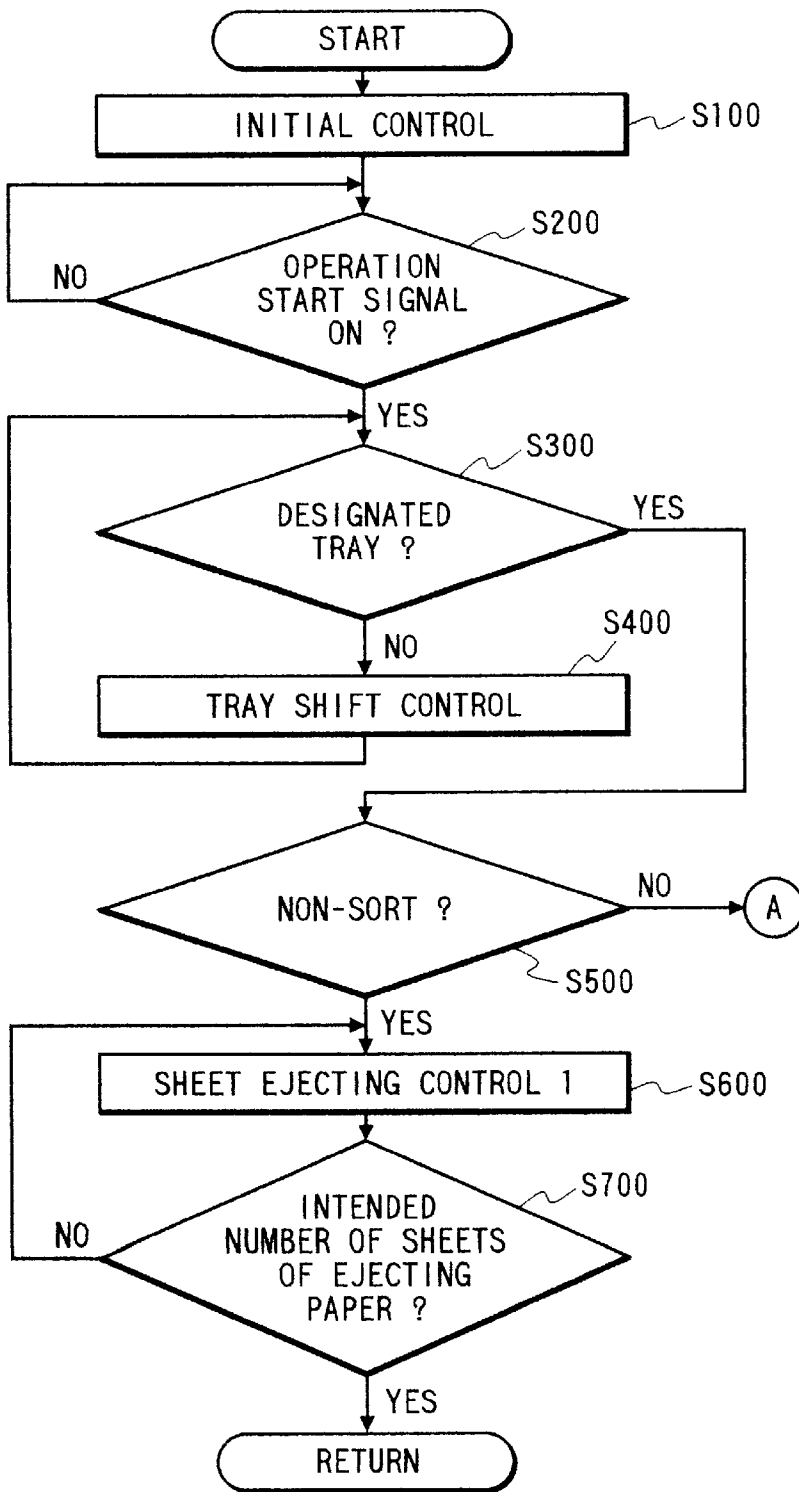 START
INITIAL CONTROL
S100
S200
OPERATION
START SIGNAL
ON ?
NO
YES
S300
DESIGNATED
TRAY ?
YES
NO
S400
TRAY SHIFT CONTROL
NON-SORT ?
NO
A
S500
YES
SHEET EJECTING CONTROL 1
S600
S700
INTENDED
NUMBER OF SHEETS
OF EJECTING
PAPER ?
NO
YES
RETURN